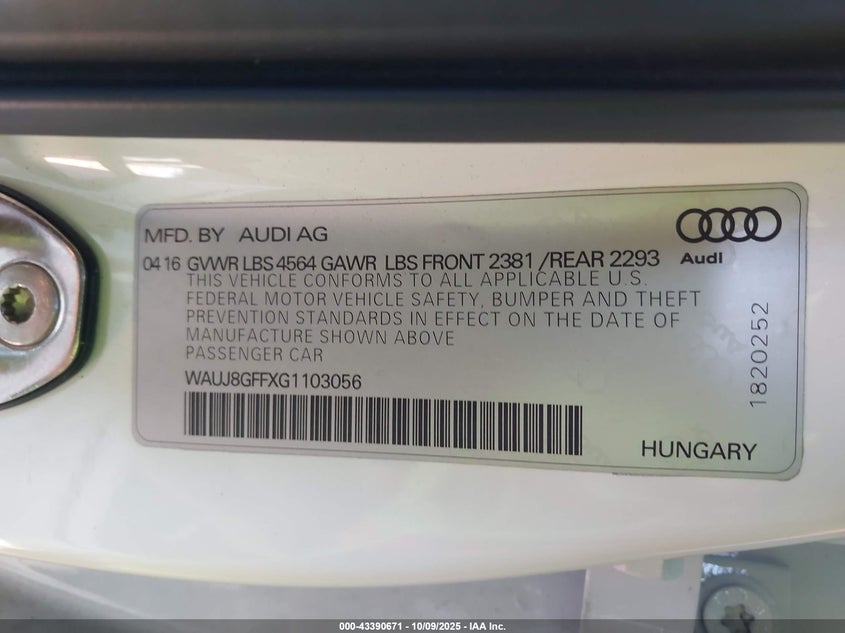 MFD. BY AUDI AG
04 16 GVWR LBS 4564 GAWR LBS FRONT 2381 /REAR 2293
Audi
THIS VEHICLE CONFORMS TO ALL APPLICABLE U.S.
FEDERAL MOTOR VEHICLE SAFETY, BUMPER AND THEFT
PREVENTION STANDARDS IN EFFECT ON THE DATE OF
MANUFACTURE SHOWN ABOVE
PASSENGER CAR
WAUJ8GFFXG1103056
1820252
HUNGARY
000-43390671 - 10/09/2025 - IAA Inc.